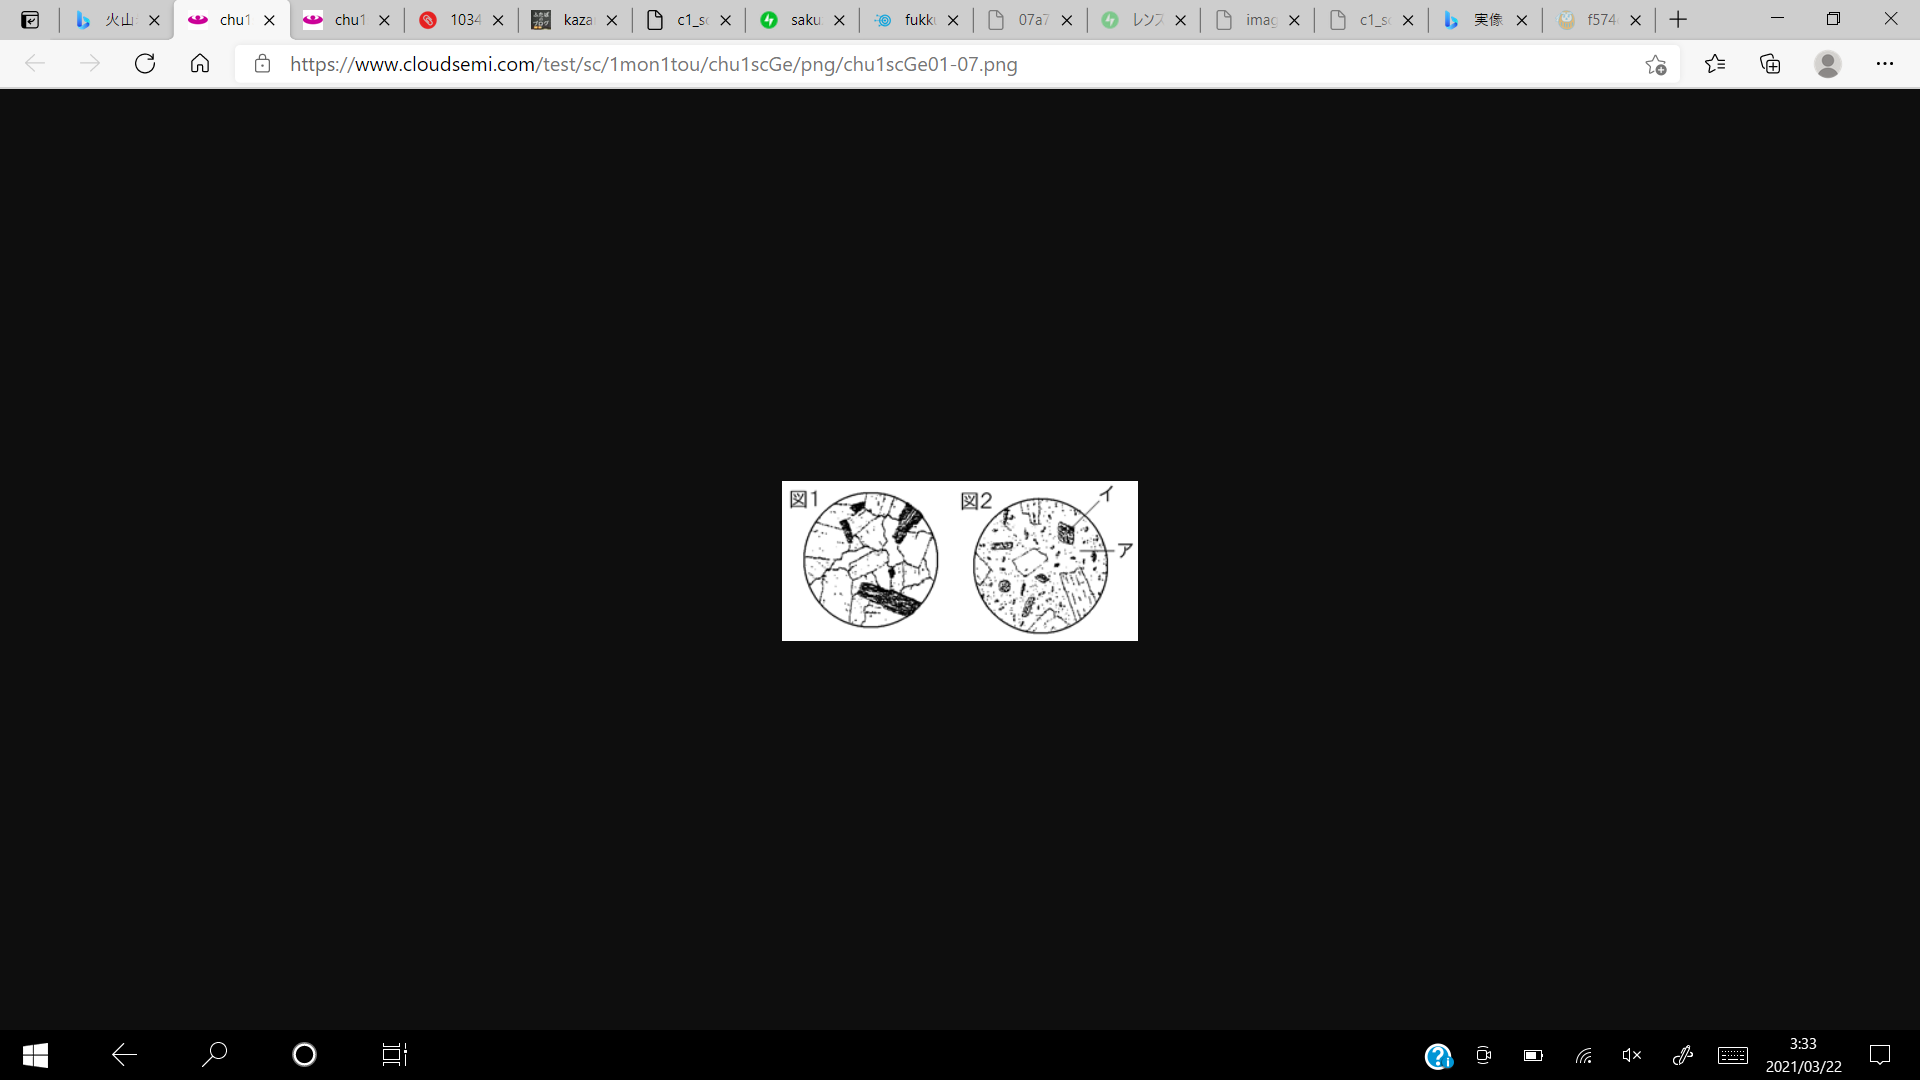 火山
chu1
chu1
1034
kaza
c1_sc
saku
fukk
07a7
レンズ
imag
c1_sc
実像
f574
https://www.cloudsemi.com/test/sc/1mon1tou/chu1scGe/png/chu1scGe01-07.png
図1
図2
イ
ア
3:33
2021/03/22